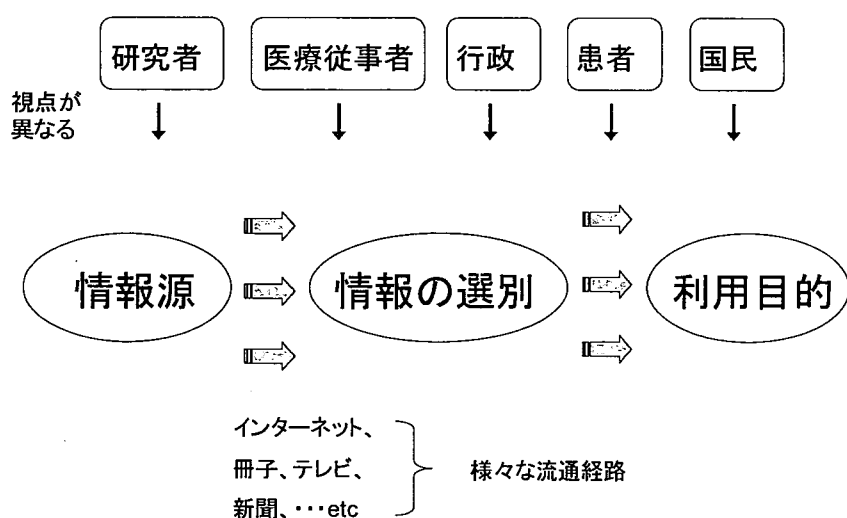 研究者 医療従事者 行政 患者 国民
視点が
異なる
情報源 情報の選別 利用目的
インターネット、
冊子、テレビ、 様々な流通経路
新聞、・・・etc